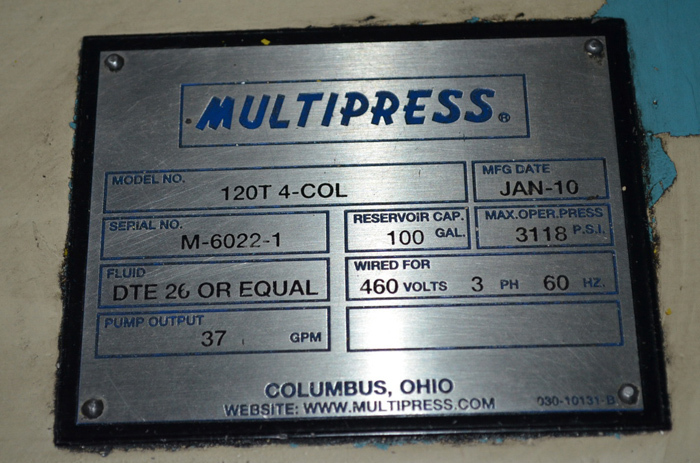 MULTIPRESS®
MODEL NO.
120T 4-COL
MFG DATE
JAN-10
SERIAL NO.
M-6022-1
RESERVOIR CAP.
100 GAL.
MAX.OPER.PRESS
3118 P.S.I.
FLUID
DTE 26 OR EQUAL
WIRED FOR
460 VOLTS 3 PH 60 HZ.
PUMP OUTPUT
37 GPM
COLUMBUS, OHIO
WEBSITE: WWW.MULTIPRESS.COM
030-10131-B